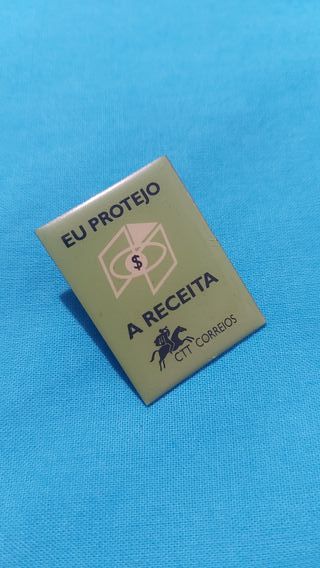 EU PROTEJO
$
A RECEITA
CTT CORREIOS